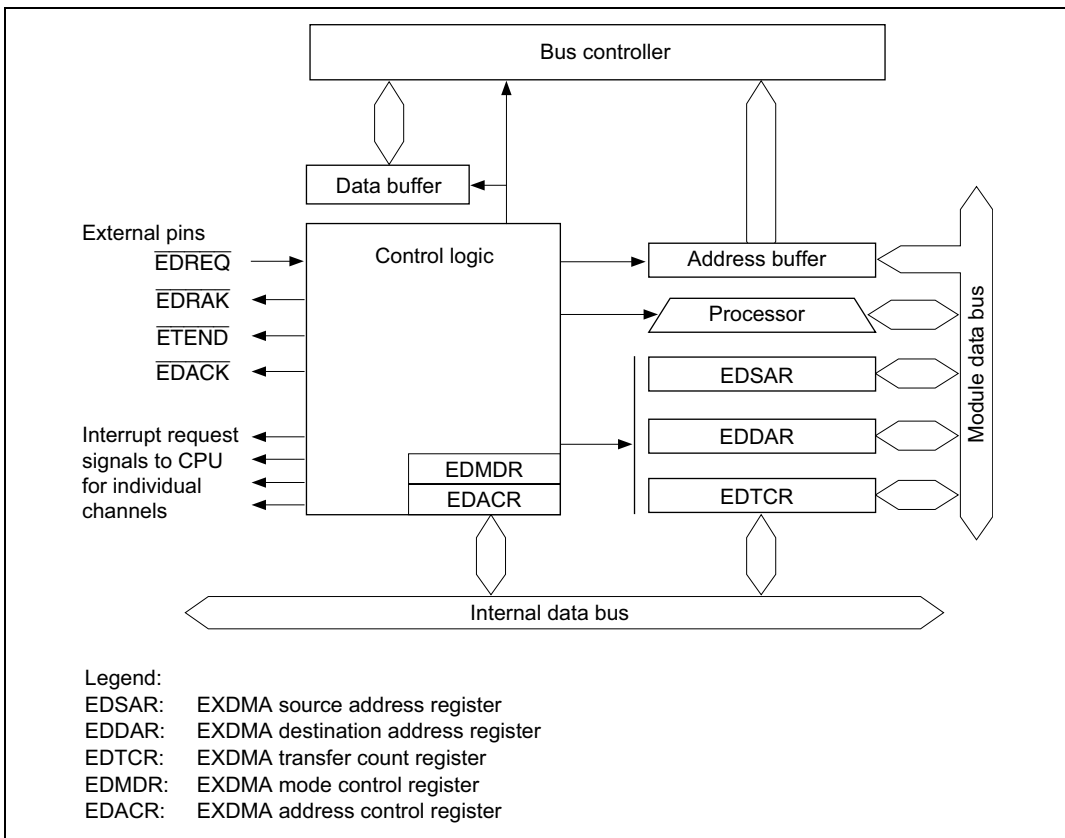 Bus controller
Data buffer
External pins
EDREQ
EDRAK
ETEND
EDACK
Interrupt request
signals to CPU
for individual
channels
Control logic
EDMDR
EDACR
Address buffer
Processor
EDSAR
EDDAR
EDTCR
Module data bus
Internal data bus
Legend:
EDSAR: EXDMA source address register
EDDAR: EXDMA destination address register
EDTCR: EXDMA transfer count register
EDMDR: EXDMA mode control register
EDACR: EXDMA address control register